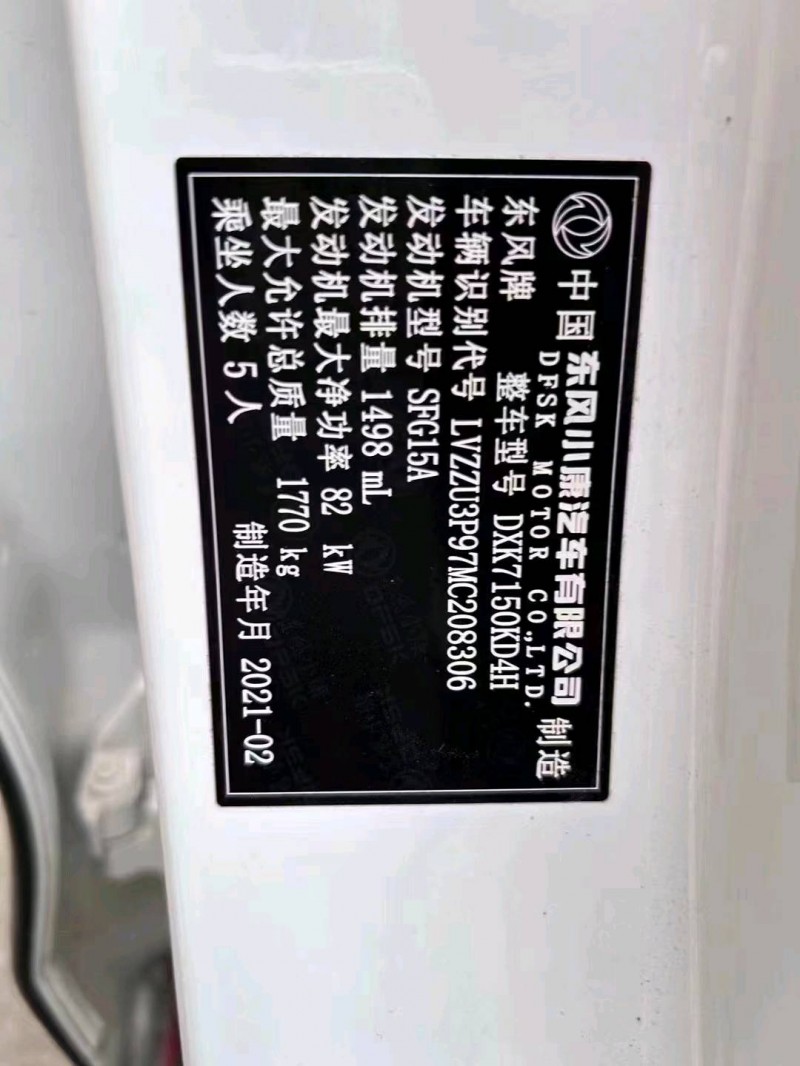 中国 东风小康汽车有限公司 制造
DFSK MOTOR CO.,LTD.
东风牌 整车型号 DXK7150KD4H
车辆识别代号 LVZZU3P97MC208306
发动机型号 SFG15A
发动机排量 1498 mL
发动机最大净功率 82 kW
最大允许总质量 1770 kg
乘坐人数 5 人 制造年月 2021-02